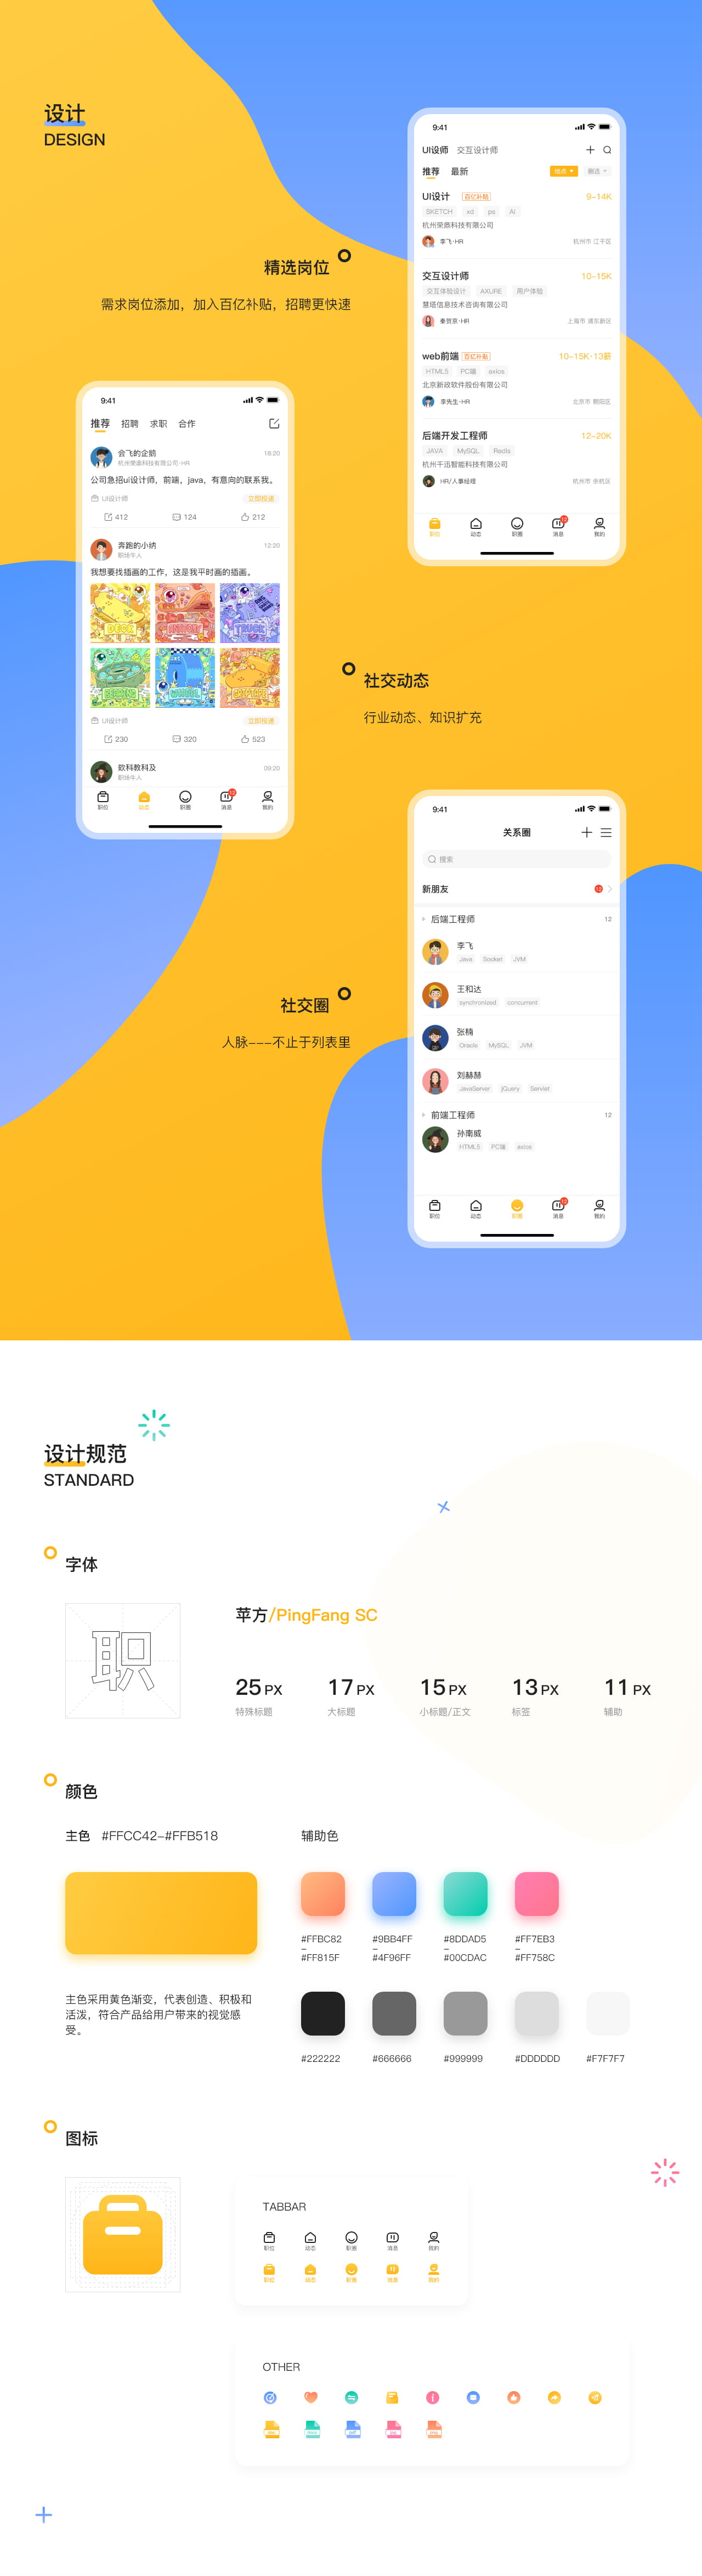 设计
DESIGN
精选岗位
需求岗位添加，加入百亿补贴，招聘更快速
9:41
UI设师 交互设计师
推荐 最新
UI设计 百亿补贴 9-14K
SKETCH xd ps Ai
杭州荣鼎科技有限公司
李飞·HR 杭州市 江干区
交互设计师 10-15K
交互体验设计 AXURE 用户体验
慧塔信息技术咨询有限公司
秦贺京·HR 上海市 浦东新区
web前端 百亿补贴 10-15K·13薪
HTML5 PC端 axios
北京新政软件股份有限公司
李先生·HR 北京市 朝阳区
后端开发工程师 12-20K
JAVA MySQL Redis
杭州千迅智能科技有限公司
HR/人事经理 杭州市 余杭区
职位 动态 职圈 消息 我的
12
9:41
推荐 招聘 求职 合作
会飞的企鹅 18:20
杭州荣鼎科技有限公司·HR
公司急招ui设计师，前端，java，有意向的联系我。
UI设计师 立即投递
412 124 212
奔跑的小纳 12:20
职场牛人
我想要找插画的工作，这是我平时画的插画。
DECK
TRUCK
BEARING
WHEEL
GRIPTAPE
UI设计师 立即投递
230 320 523
欧科教科及 09:20
职场牛人
职位 动态 职圈 消息 我的
12
社交动态
行业动态、知识扩充
社交圈
人脉---不止于列表里
9:41
关系圈
搜索
新朋友 12
后端工程师 12
李飞
Java Socket JVM
王和达
synchronized concurrent
张楠
Oracle MySQL JVM
刘赫赫
JavaServer jQuery Servlet
前端工程师 12
孙南威
HTML5 PC端 axios
职位 动态 职圈 消息 我的
12
设计规范
STANDARD
字体
职
苹方/PingFang SC
25 PX 17 PX 15 PX 13 PX 11 PX
特殊标题 大标题 小标题/正文 标签 辅助
颜色
主色 #FFCC42-#FFB518
辅助色
#FFBC82 #9BB4FF #8DDAD5 #FF7EB3
– – – –
#FF815F #4F96FF #00CDAC #FF758C
主色采用黄色渐变，代表创造、积极和
活泼，符合产品给用户带来的视觉感
受。
#222222 #666666 #999999 #DDDDDD #F7F7F7
图标
TABBAR
职位 动态 职圈 消息 我的
职位 动态 职圈 消息 我的
OTHER